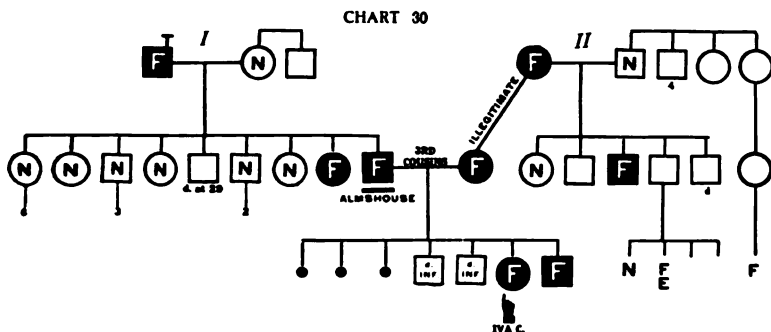 CHART 30
I II
F N F N
4
ILLEGITIMATE
3RD
COUSINS
N N N N N N F F F N F
d. at 29 d
ALMSHOUSE
6 3 2
d. INF d. INF F F
N F F
E
IVA C.